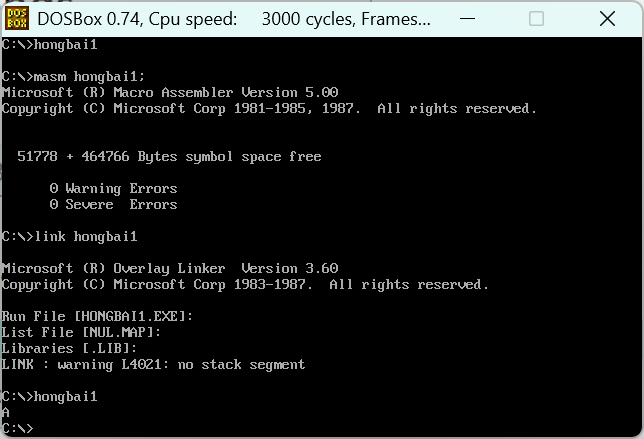 DOSBox 0.74, Cpu speed:     3000 cycles, Frames...
DOS
BOX
C:\>hongbai1
C:\>masm hongbai1;
Microsoft (R) Macro Assembler Version 5.00
Copyright (C) Microsoft Corp 1981-1985, 1987.  All rights reserved.
51778 + 464766 Bytes symbol space free
0 Warning Errors
0 Severe  Errors
C:\>link hongbai1
Microsoft (R) Overlay Linker  Version 3.60
Copyright (C) Microsoft Corp 1983-1987.  All rights reserved.
Run File [HONGBAI1.EXE]:
List File [NUL.MAP]:
Libraries [.LIB]:
LINK : warning L4021: no stack segment
C:\>hongbai1
A
C:\>